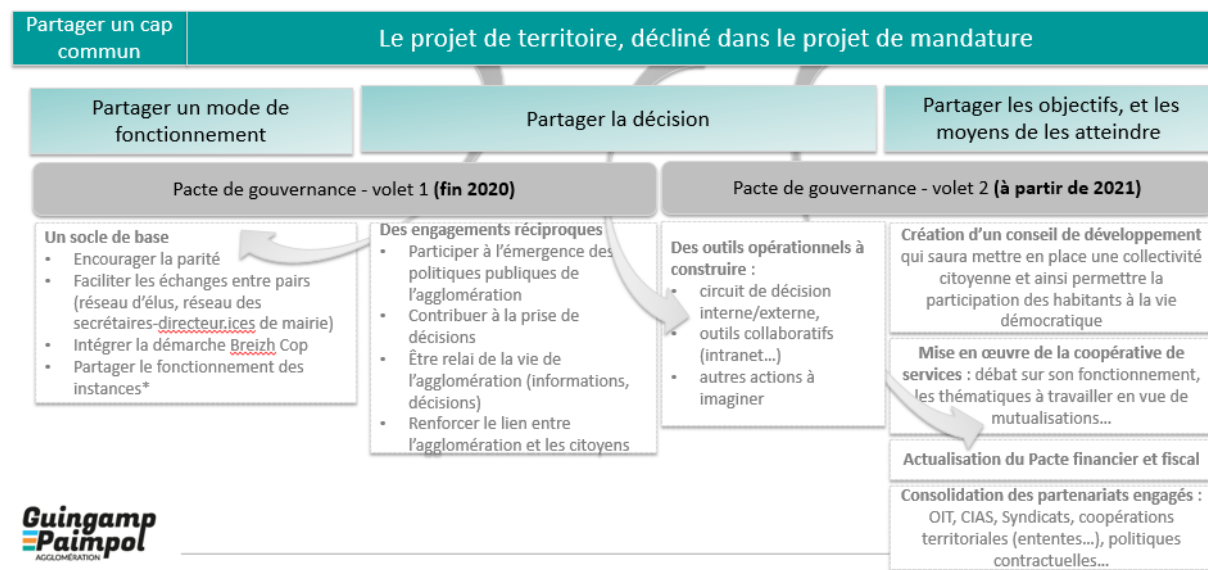 Partager un cap
commun
Le projet de territoire, décliné dans le projet de mandature
Partager un mode de
fonctionnement
Partager la décision
Partager les objectifs, et les
moyens de les atteindre
Pacte de gouvernance - volet 1 (fin 2020)
Pacte de gouvernance - volet 2 (à partir de 2021)
Un socle de base
• Encourager la parité
• Faciliter les échanges entre pairs
(réseau d’élus, réseau des
secrétaires-directeur.ices de mairie)
• Intégrer la démarche Breizh Cop
• Partager le fonctionnement des
instances*
Des engagements réciproques
• Participer à l’émergence des
politiques publiques de
l’agglomération
• Contribuer à la prise de
décisions
• Être relai de la vie de
l’agglomération (informations,
décisions)
• Renforcer le lien entre
l’agglomération et les citoyens
Des outils opérationnels à
construire :
• circuit de décision
interne/externe,
• outils collaboratifs
(intranet…)
• autres actions à
imaginer
Création d’un conseil de développement
qui saura mettre en place une collectivité
citoyenne et ainsi permettre la
participation des habitants à la vie
démocratique
Mise en œuvre de la coopérative de
services : débat sur son fonctionnement,
les thématiques à travailler en vue de
mutualisations…
Actualisation du Pacte financier et fiscal
Consolidation des partenariats engagés :
OIT, CIAS, Syndicats, coopérations
territoriales (ententes…), politiques
contractuelles…
Guingamp
Paimpol
AGGLOMÉRATION